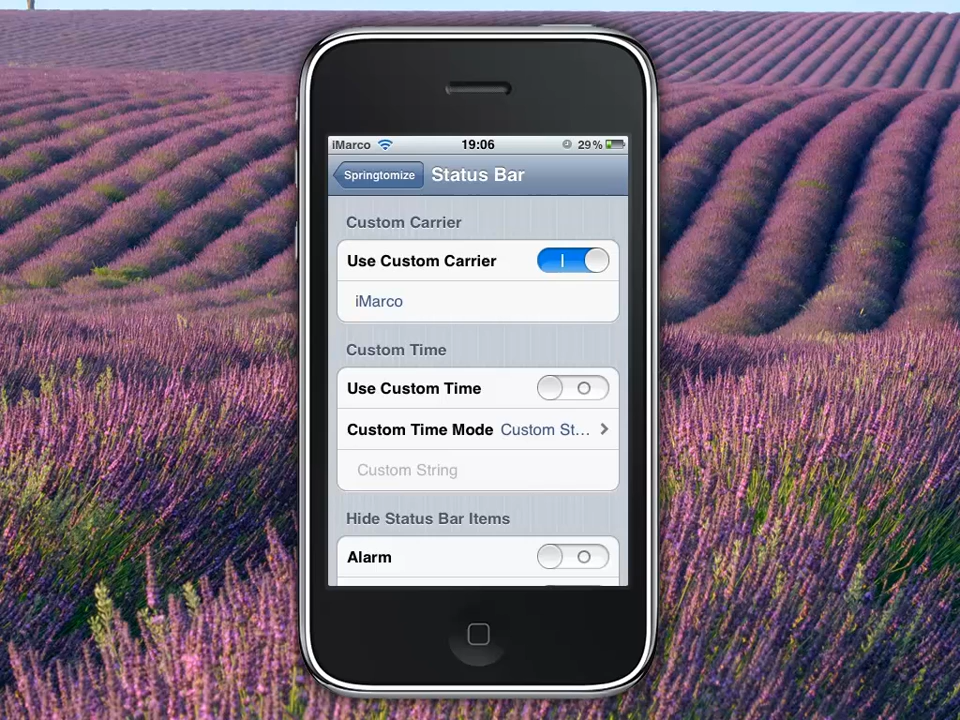 iMarco 19:06 29%
Springtomize Status Bar
Custom Carrier
Use Custom Carrier
iMarco
Custom Time
Use Custom Time
Custom Time Mode Custom St...
Custom String
Hide Status Bar Items
Alarm